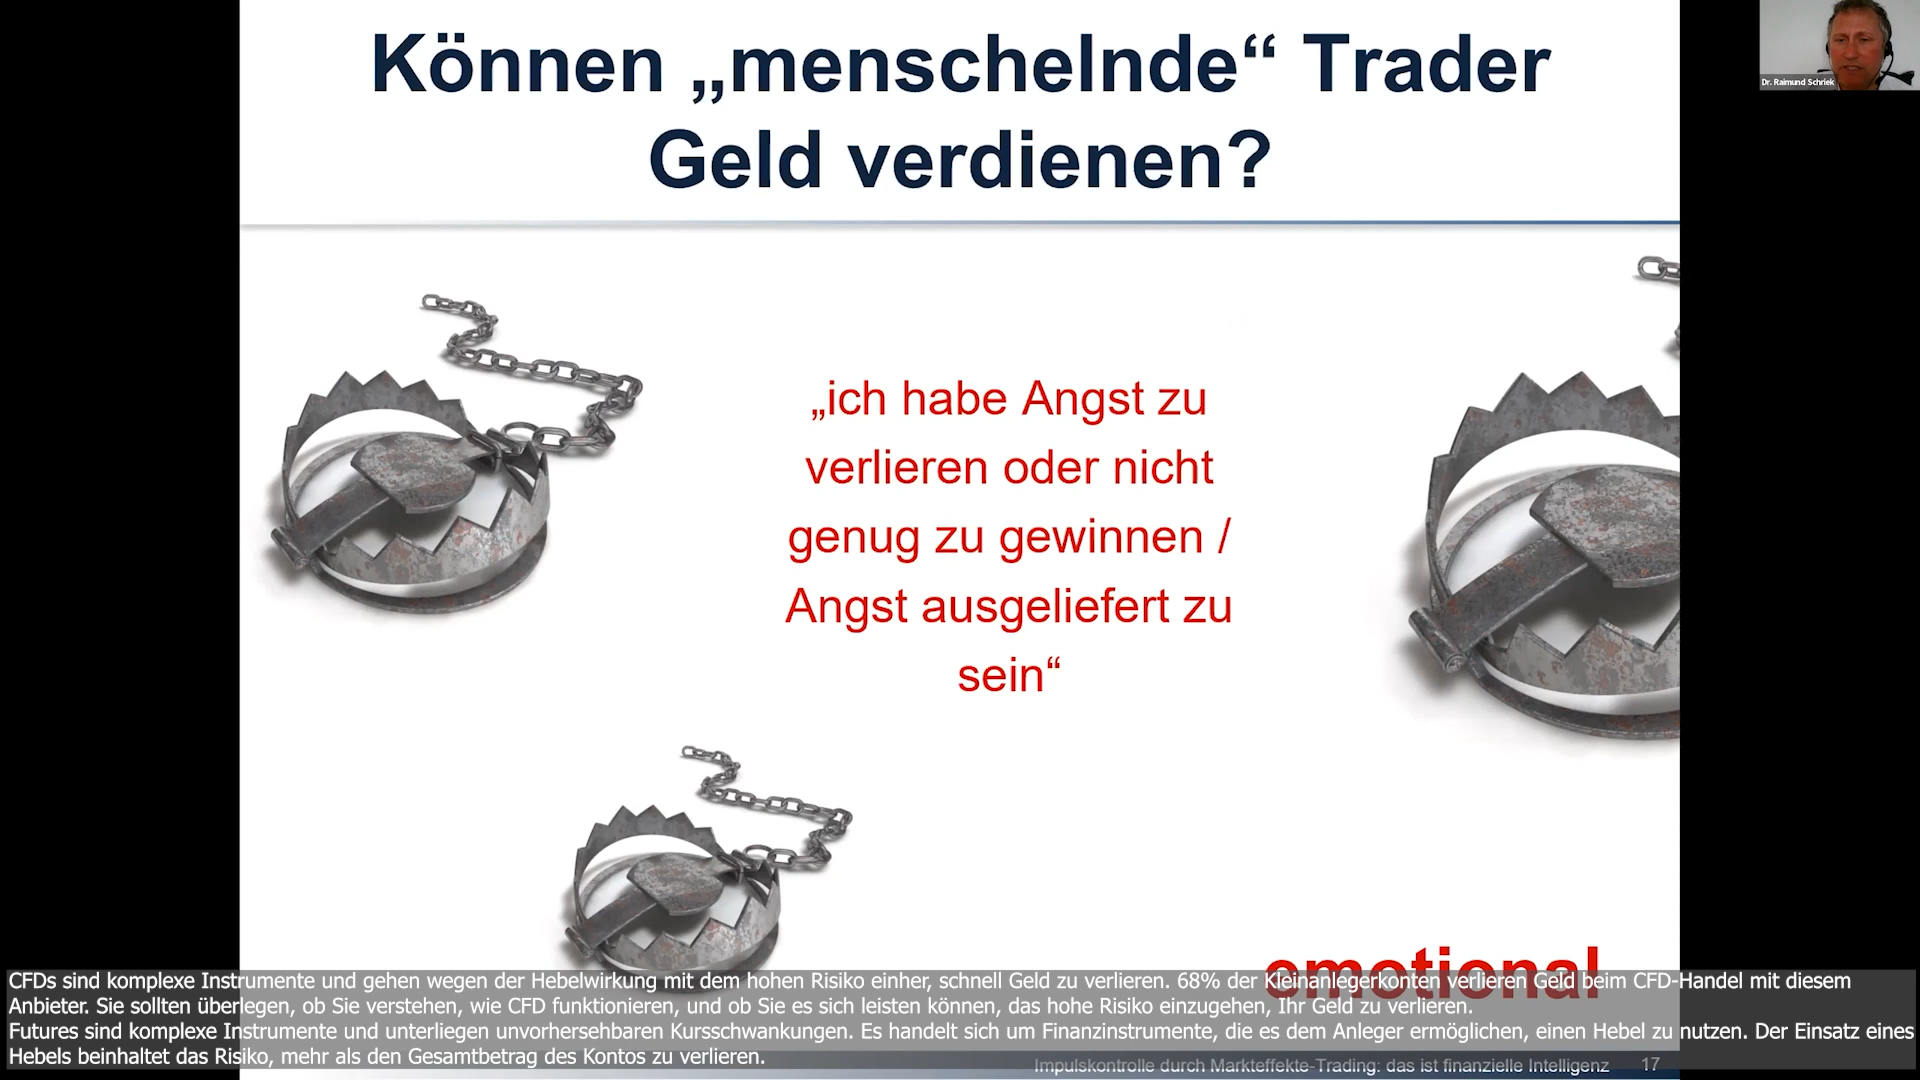 Können „menschelnde“ Trader
Geld verdienen?
Dr. Raimund Schriek
„ich habe Angst zu
verlieren oder nicht
genug zu gewinnen /
Angst ausgeliefert zu
sein“
emotional
CFDs sind komplexe Instrumente und gehen wegen der Hebelwirkung mit dem hohen Risiko einher, schnell Geld zu verlieren. 68% der Kleinanlegerkonten verlieren Geld beim CFD-Handel mit diesem
Anbieter. Sie sollten überlegen, ob Sie verstehen, wie CFD funktionieren, und ob Sie es sich leisten können, das hohe Risiko einzugehen, Ihr Geld zu verlieren.
Futures sind komplexe Instrumente und unterliegen unvorhersehbaren Kursschwankungen. Es handelt sich um Finanzinstrumente, die es dem Anleger ermöglichen, einen Hebel zu nutzen. Der Einsatz eines
Hebels beinhaltet das Risiko, mehr als den Gesamtbetrag des Kontos zu verlieren.
Impulskontrolle durch Markteffekte-Trading: das ist finanzielle Intelligenz 17